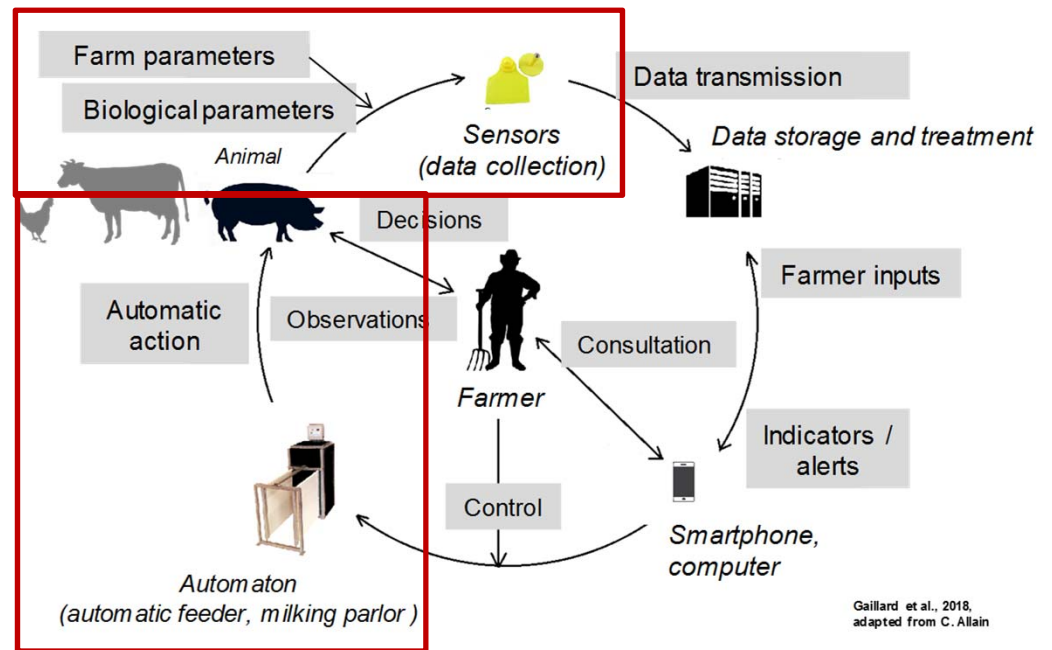 Farm parameters
Biological parameters
Animal
Sensors
(data collection)
Data transmission
Data storage and treatment
Decisions
Observations
Automatic
action
Farmer
Consultation
Farmer inputs
Indicators /
alerts
Control
Smartphone,
computer
Automaton
(automatic feeder, milking parlor )
Gaillard et al., 2018,
adapted from C. Allain